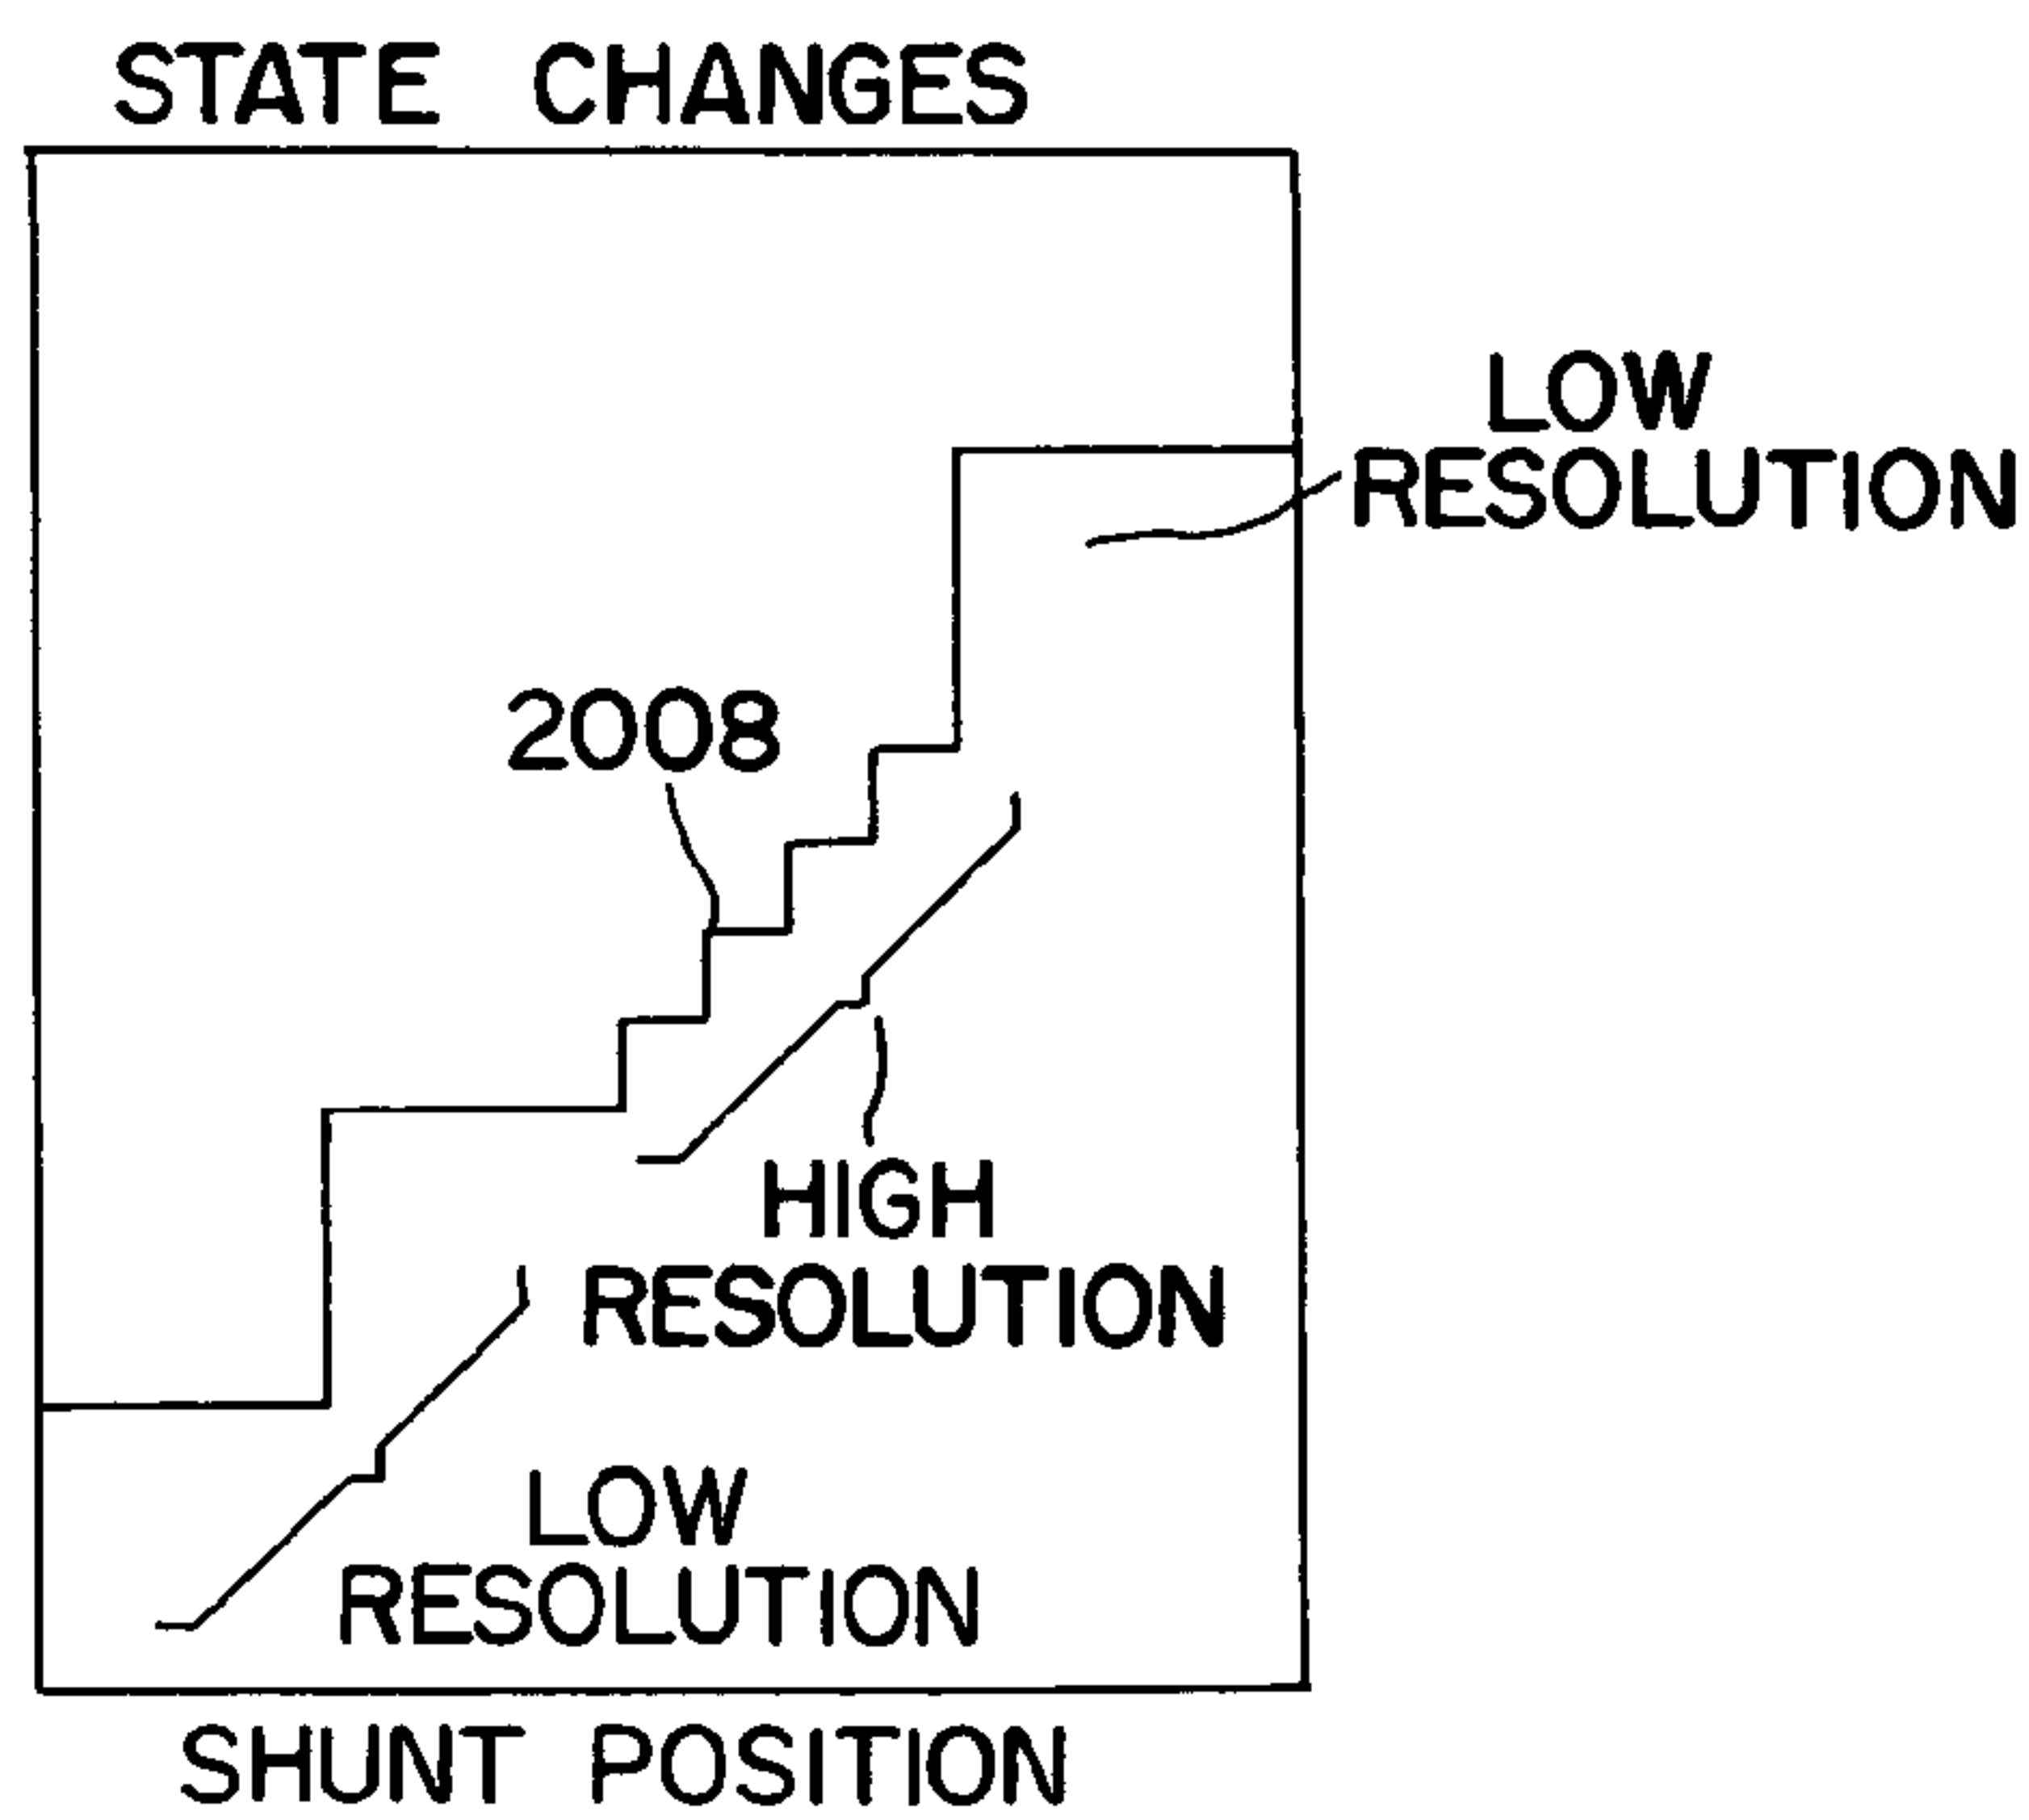 STATE CHANGES
LOW
RESOLUTION
2008
HIGH
RESOLUTION
LOW
RESOLUTION
SHUNT POSITION